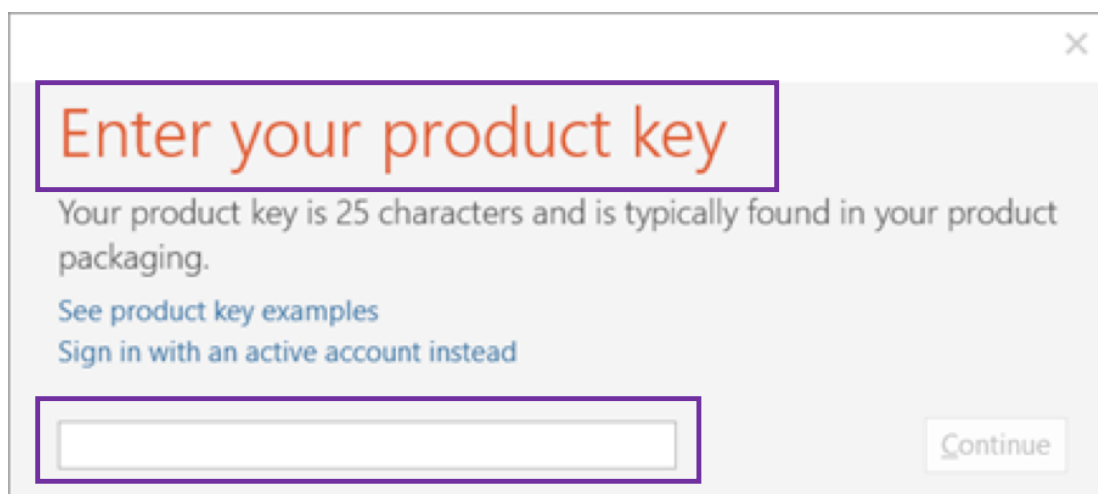 Enter your product key
Your product key is 25 characters and is typically found in your product
packaging.
See product key examples
Sign in with an active account instead
Continue